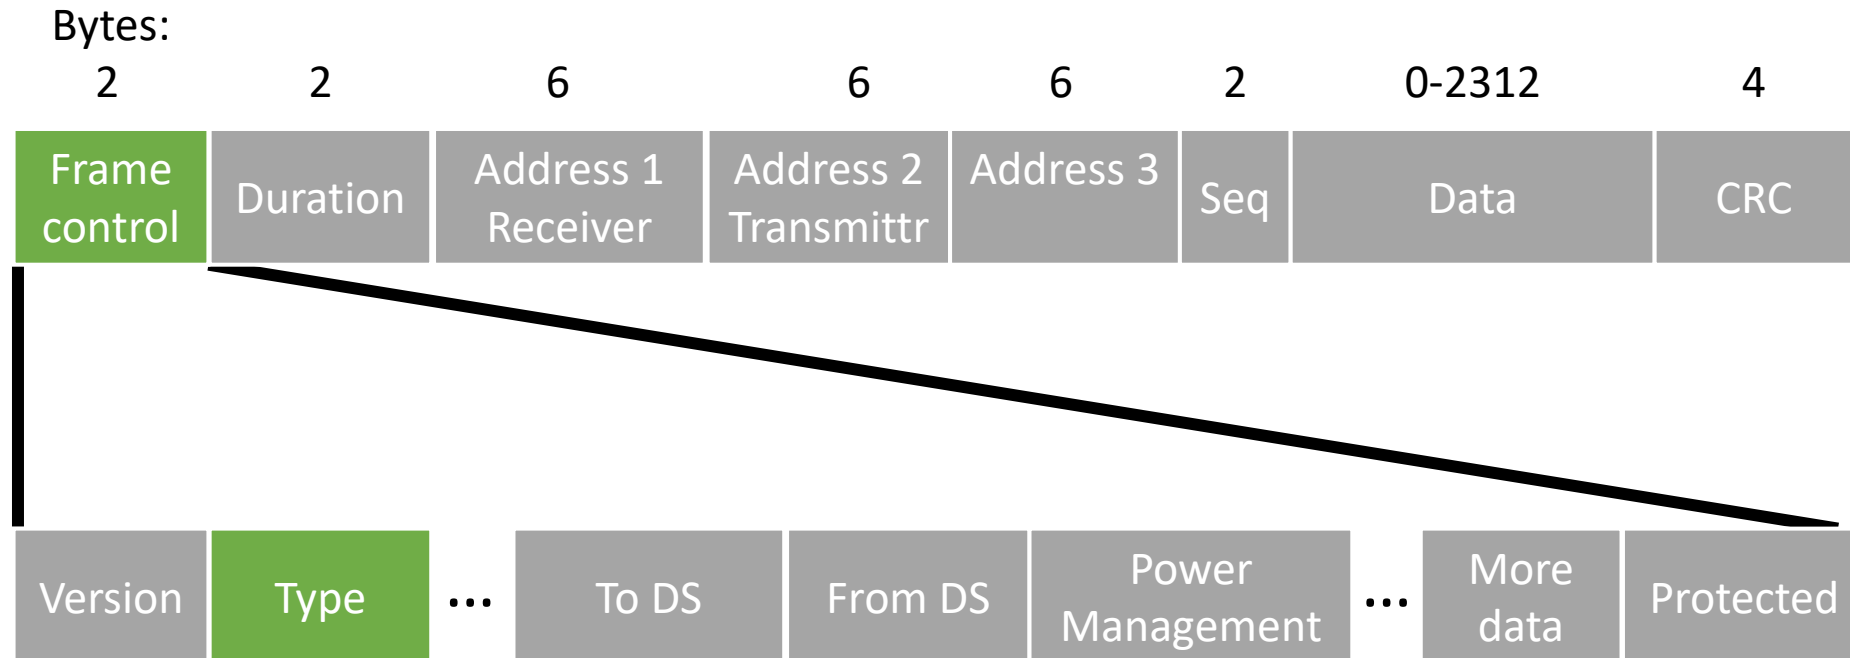 Bytes:
2 2 6 6 6 2 0-2312 4
Frame control Duration Address 1 Receiver Address 2 Transmittr Address 3 Seq Data CRC
Version Type ... To DS From DS Power Management ... More data Protected